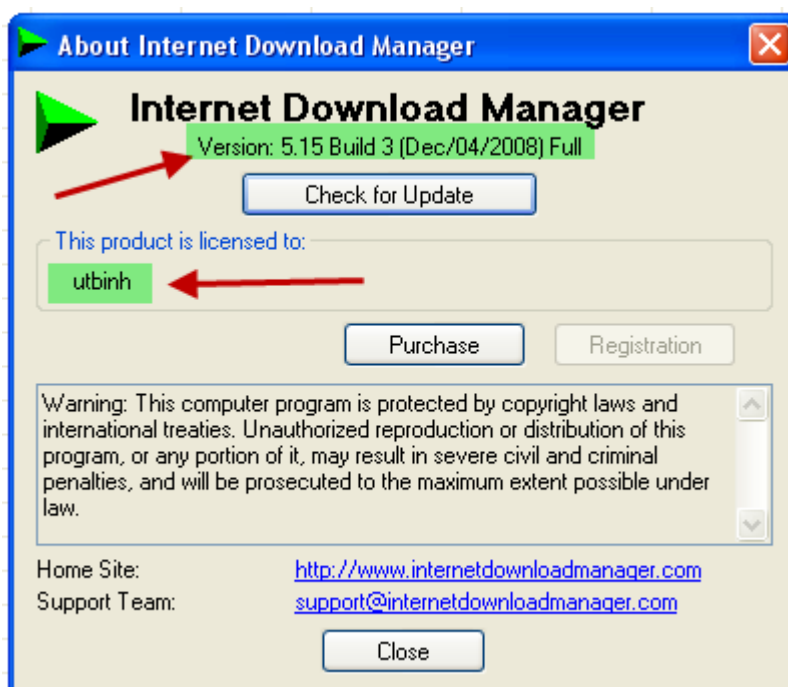 About Internet Download Manager
Internet Download Manager
Version: 5.15 Build 3 (Dec/04/2008) Full
Check for Update
This product is licensed to:
utbinh
Purchase
Registration
Warning: This computer program is protected by copyright laws and
international treaties. Unauthorized reproduction or distribution of this
program, or any portion of it, may result in severe civil and criminal
penalties, and will be prosecuted to the maximum extent possible under
law.
Home Site: http://www.internetdownloadmanager.com
Support Team: support@internetdownloadmanager.com
Close